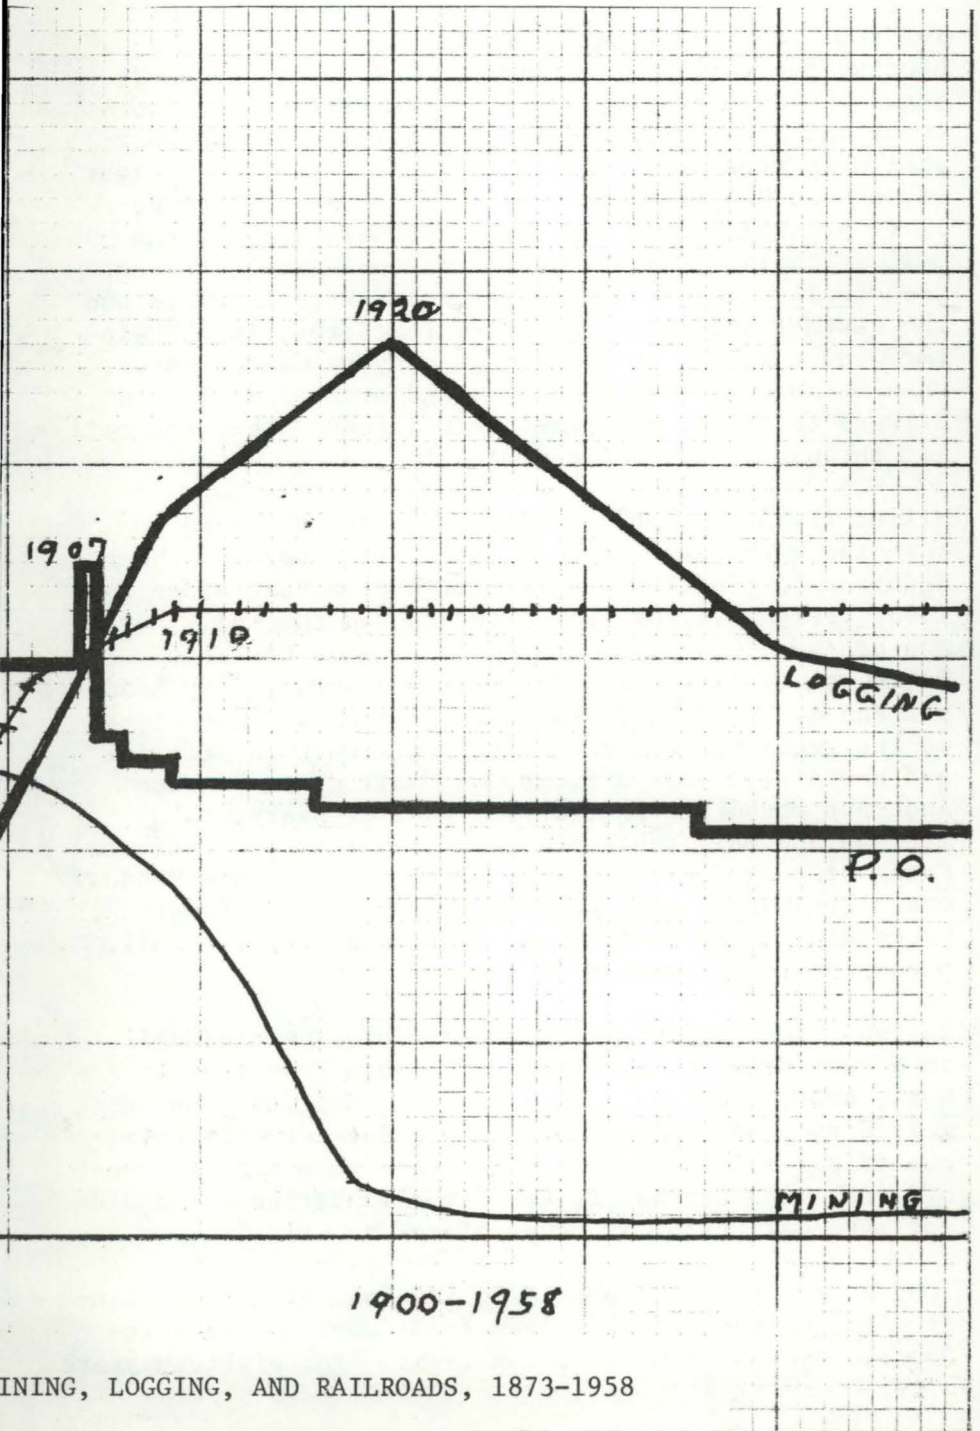 1920
1907
1910
LOGGING
P. O.
MINING
1900-1958
INING, LOGGING, AND RAILROADS, 1873-1958